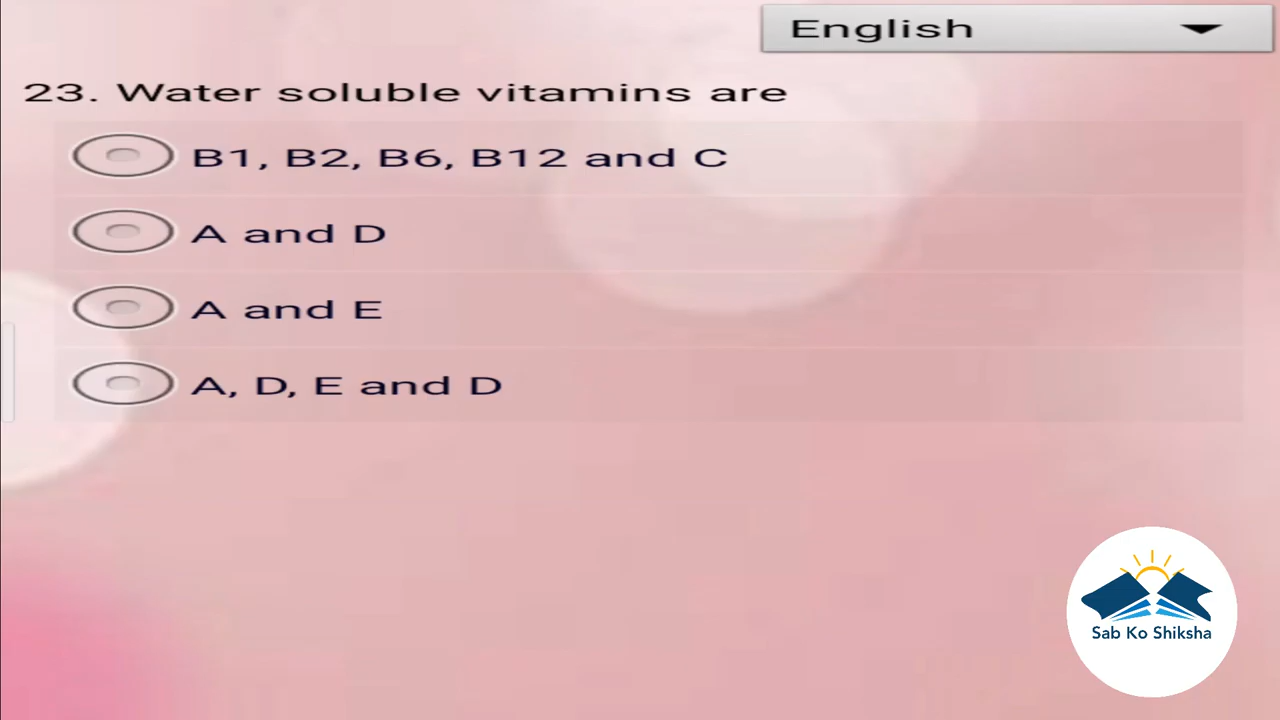 English
23. Water soluble vitamins are
B1, B2, B6, B12 and C
A and D
A and E
A, D, E and D
Sab Ko Shiksha